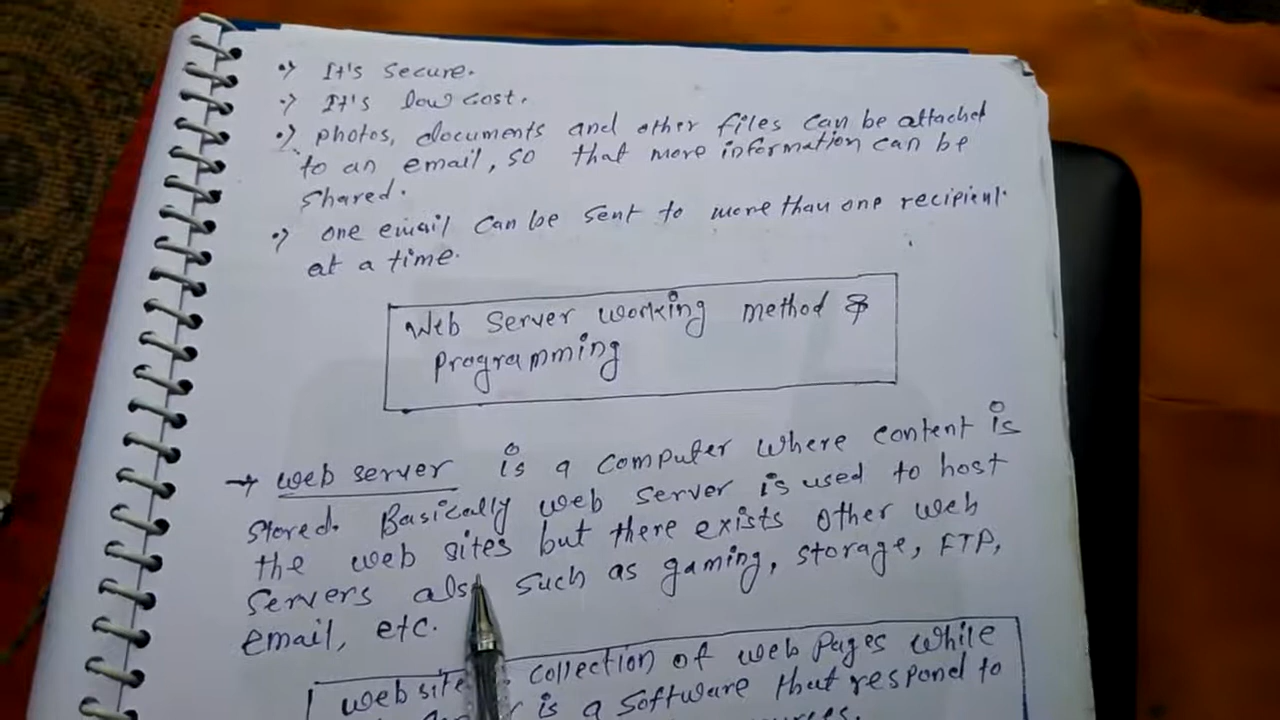 It's secure.
It's low cost.
photos, documents and other files can be attached
to an email, so that more information can be
shared.
one email can be sent to more than one recipient.
at a time.
Web server working method &
programming
→ web server is a computer where content is
stored. Basically web server is used to host
the web sites but there exists other web
servers also such as gaming, storage, FTP,
email, etc.
website collection of web pages while
is a software that respond to